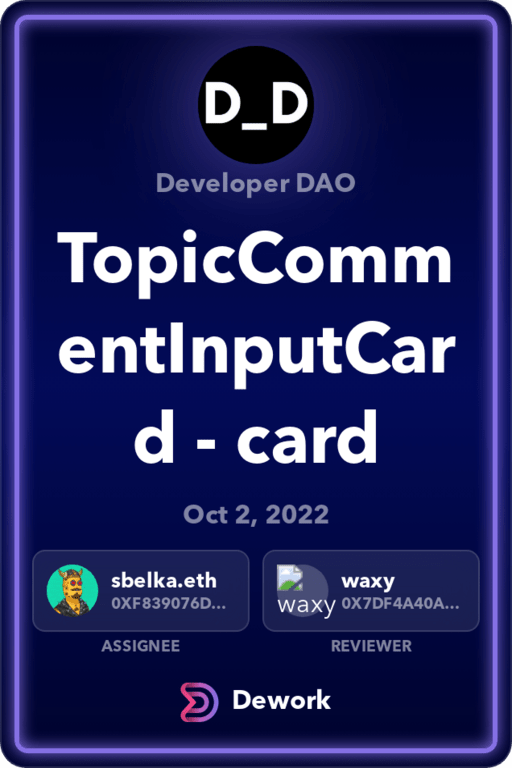 D_D
Developer DAO
TopicComm
entInputCar
d - card
Oct 2, 2022
sbelka.eth
0XF839076D...
waxy
waxy
0X7DF4A40A...
ASSIGNEE
REVIEWER
Dework